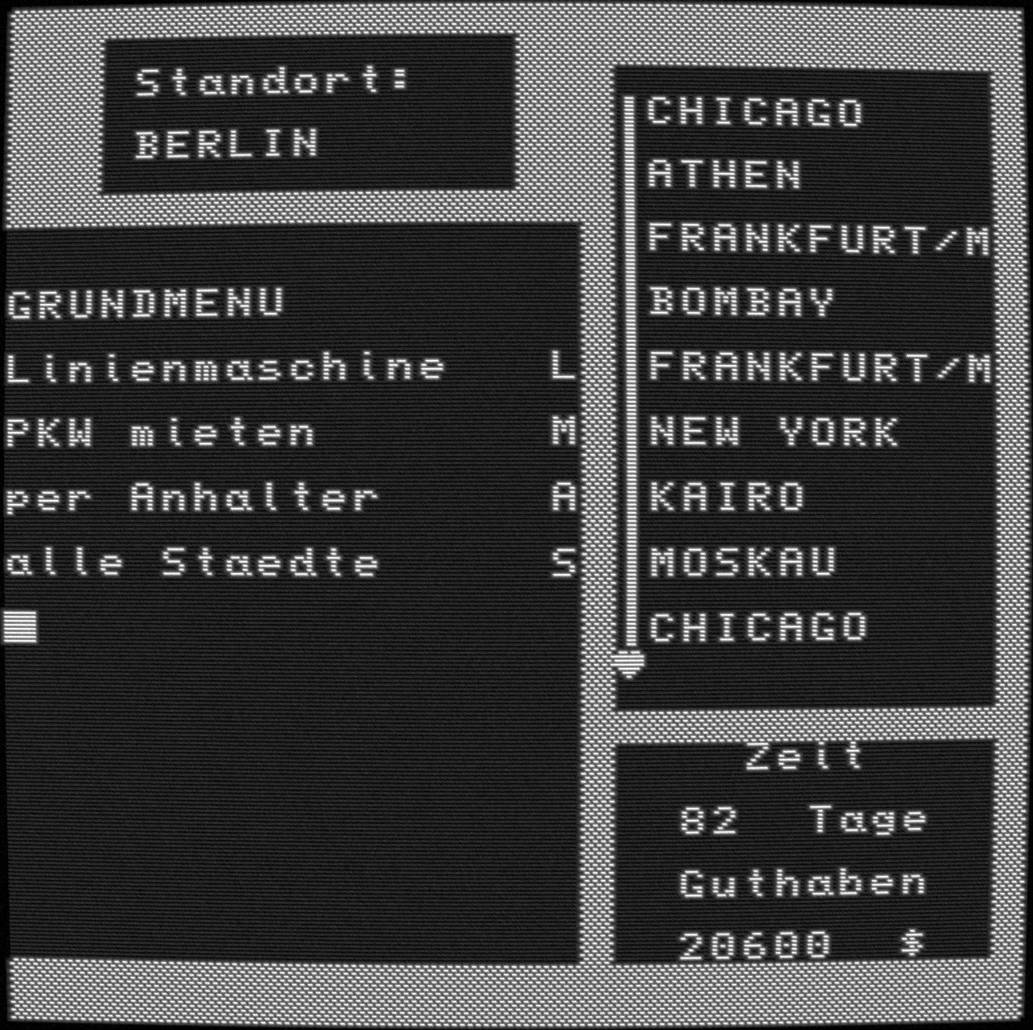 Standort:
BERLIN
GRUNDMENU
Linienmaschine L
PKW mieten M
per Anhalter A
alle Staedte S
CHICAGO
ATHEN
FRANKFURT/M
BOMBAY
FRANKFURT/M
NEW YORK
KAIRO
MOSKAU
CHICAGO
Zeit
82 Tage
Guthaben
20600 $